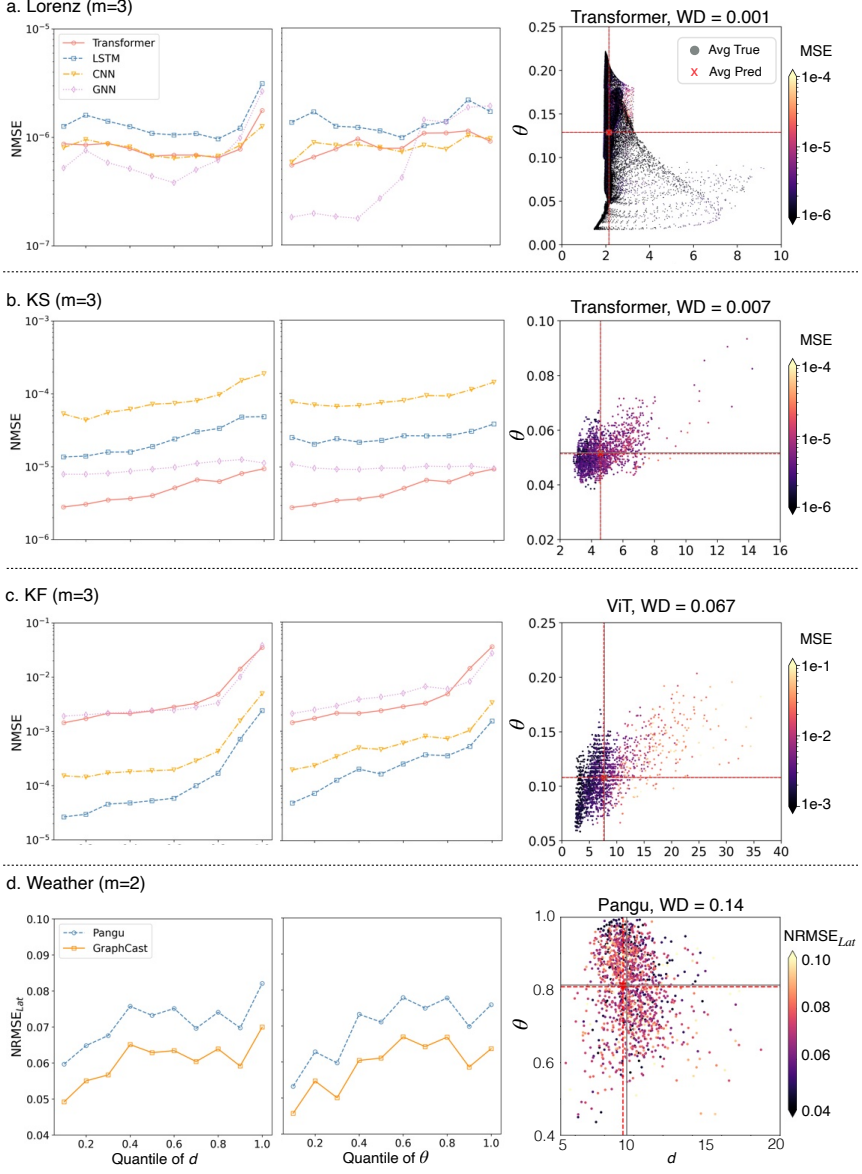 a. Lorenz (m=3)
Transformer, WD = 0.001
10⁻⁵
10⁻⁶
10⁻⁷
NMSE
Transformer
LSTM
CNN
GNN
0.25
0.20
0.15
0.10
0.05
0.00
θ
Avg True
x Avg Pred
0 2 4 6 8 10
MSE
1e-4
1e-5
1e-6
b. KS (m=3)
Transformer, WD = 0.007
10⁻³
10⁻⁴
10⁻⁵
10⁻⁶
NMSE
0.10
0.08
0.06
0.04
0.02
θ
2 4 6 8 10 12 14 16
MSE
1e-4
1e-5
1e-6
c. KF (m=3)
ViT, WD = 0.067
10⁻¹
10⁻²
10⁻³
10⁻⁴
10⁻⁵
NMSE
0.25
0.20
0.15
0.10
0.05
θ
0 5 10 15 20 25 30 35 40
MSE
1e-1
1e-2
1e-3
d. Weather (m=2)
Pangu, WD = 0.14
0.10
0.09
0.08
0.07
0.06
0.05
0.04
NRMSE_Lat
Pangu
GraphCast
0.2 0.4 0.6 0.8 1.0
Quantile of d
0.2 0.4 0.6 0.8 1.0
Quantile of θ
1.0
0.8
0.6
0.4
θ
5 10 15 20
d
NRMSE_Lat
0.10
0.08
0.06
0.04